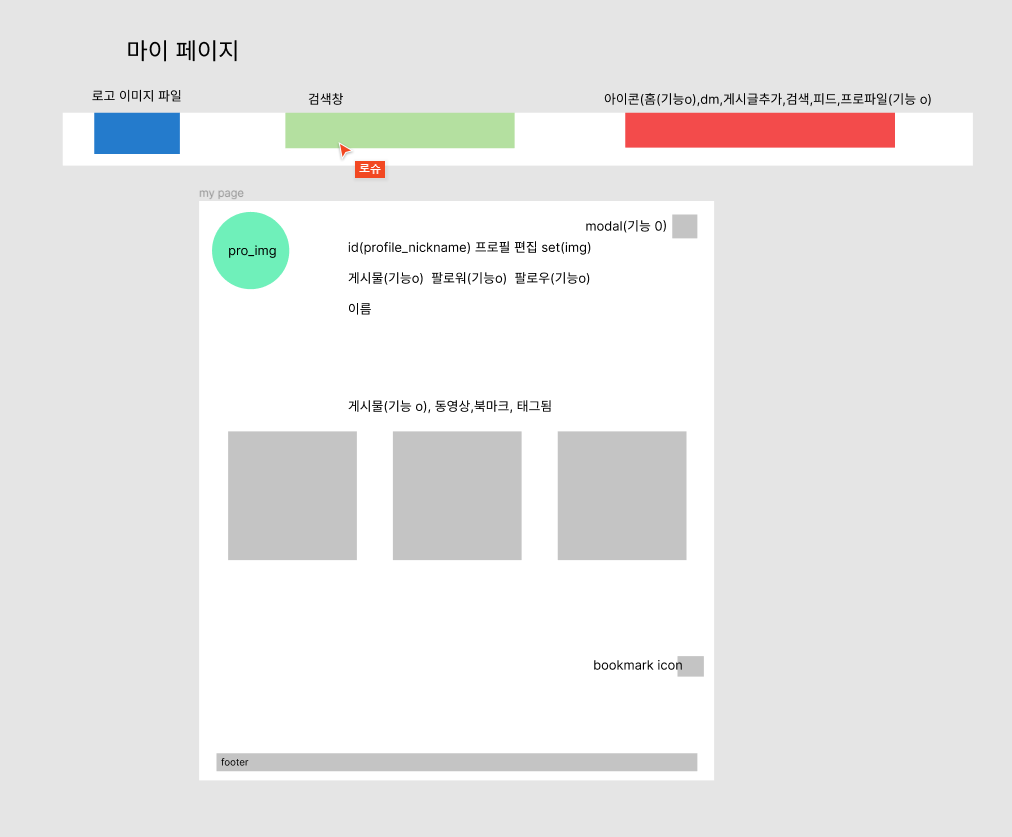 마이 페이지
로고 이미지 파일
검색창
아이콘(홈(기능o),dm,게시글추가,검색,피드,프로파일(기능 o)
로슈
my page
modal(기능 0)
pro_img
id(profile_nickname) 프로필 편집 set(img)
게시물(기능o) 팔로워(기능o) 팔로우(기능o)
이름
게시물(기능 o), 동영상,북마크, 태그됨
bookmark icon
footer